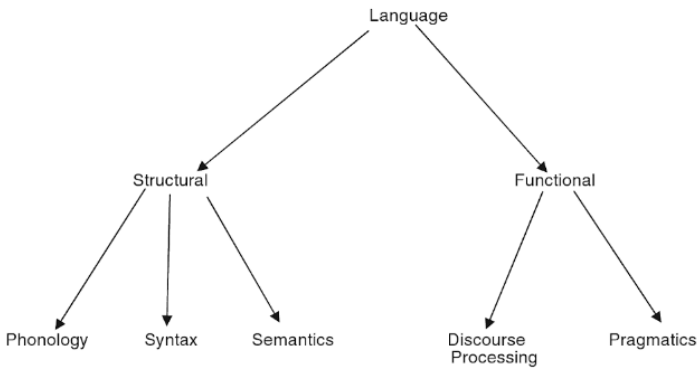 Language
Structural
Functional
Phonology
Syntax
Semantics
Discourse
Processing
Pragmatics